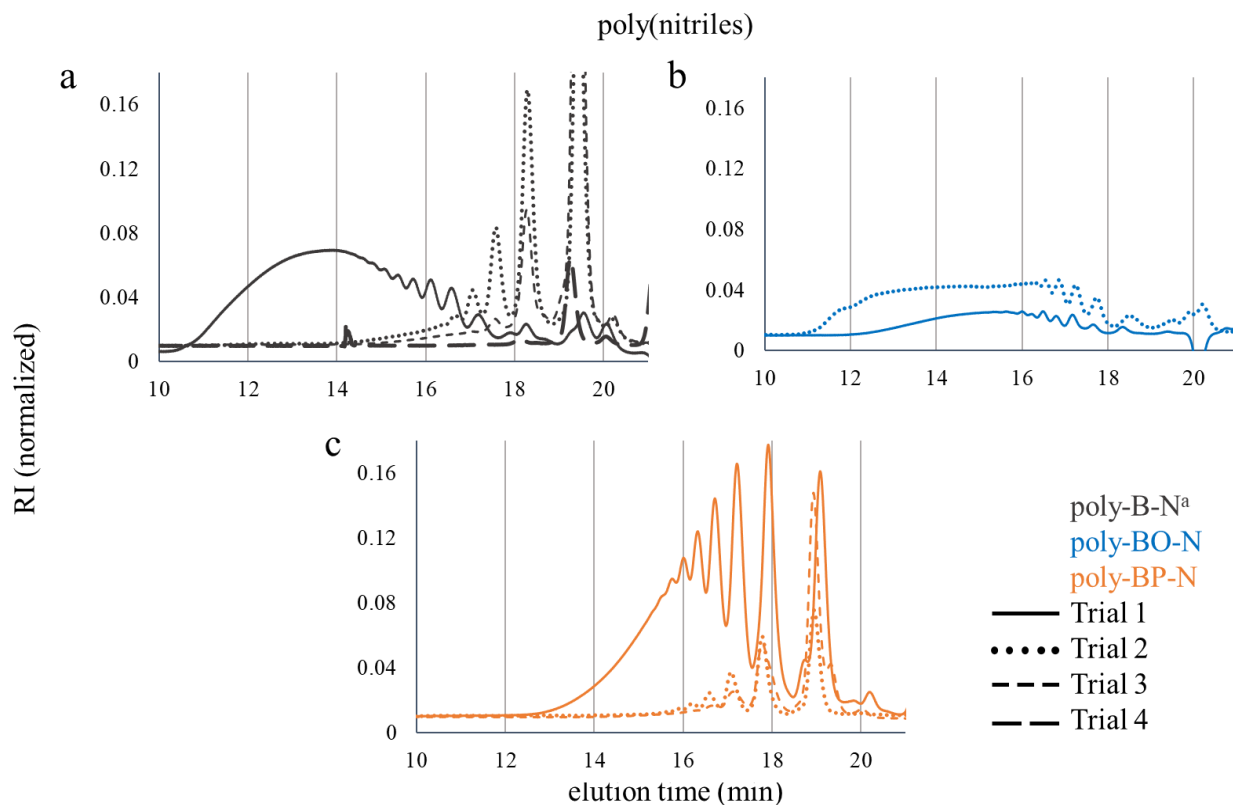 poly(nitriles)
a
0.16
0.12
0.08
0.04
0
10 12 14 16 18 20
b
0.16
0.12
0.08
0.04
0
10 12 14 16 18 20
RI (normalized)
c
0.16
0.12
0.08
0.04
0
10 12 14 16 18 20
elution time (min)
poly-B-Nᵃ
poly-BO-N
poly-BP-N
Trial 1
Trial 2
Trial 3
Trial 4